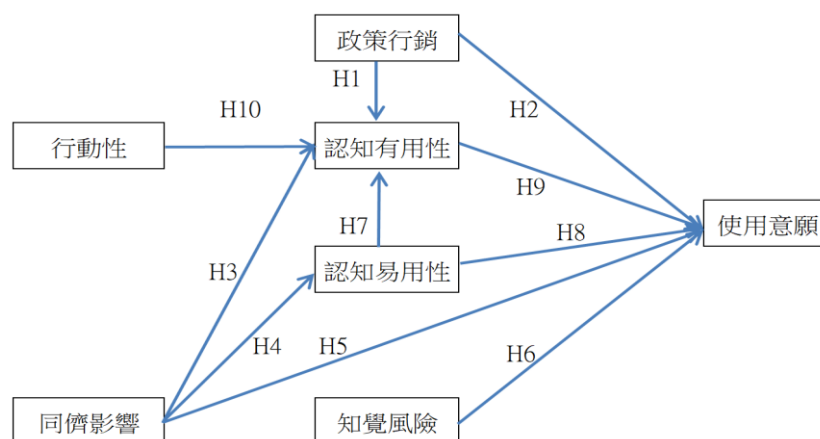 政策行銷
H1
H10
H2
行動性
認知有用性
H9
使用意願
H7
H8
認知易用性
H3
H4
H5
H6
同儕影響
知覺風險